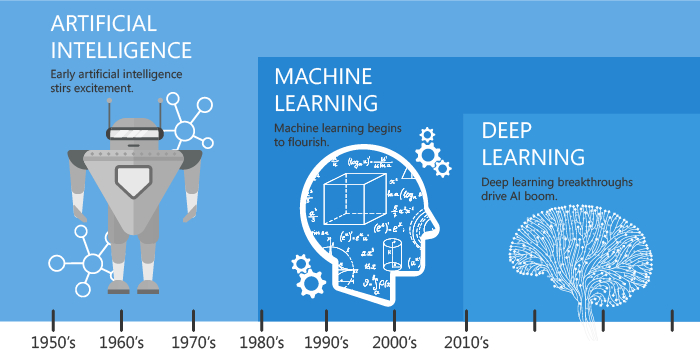 ARTIFICIAL
INTELLIGENCE
Early artificial intelligence
stirs excitement.
MACHINE
LEARNING
Machine learning begins
to flourish.
DEEP
LEARNING
Deep learning breakthroughs
drive AI boom.
1950's 1960's 1970's 1980's 1990's 2000's 2010's